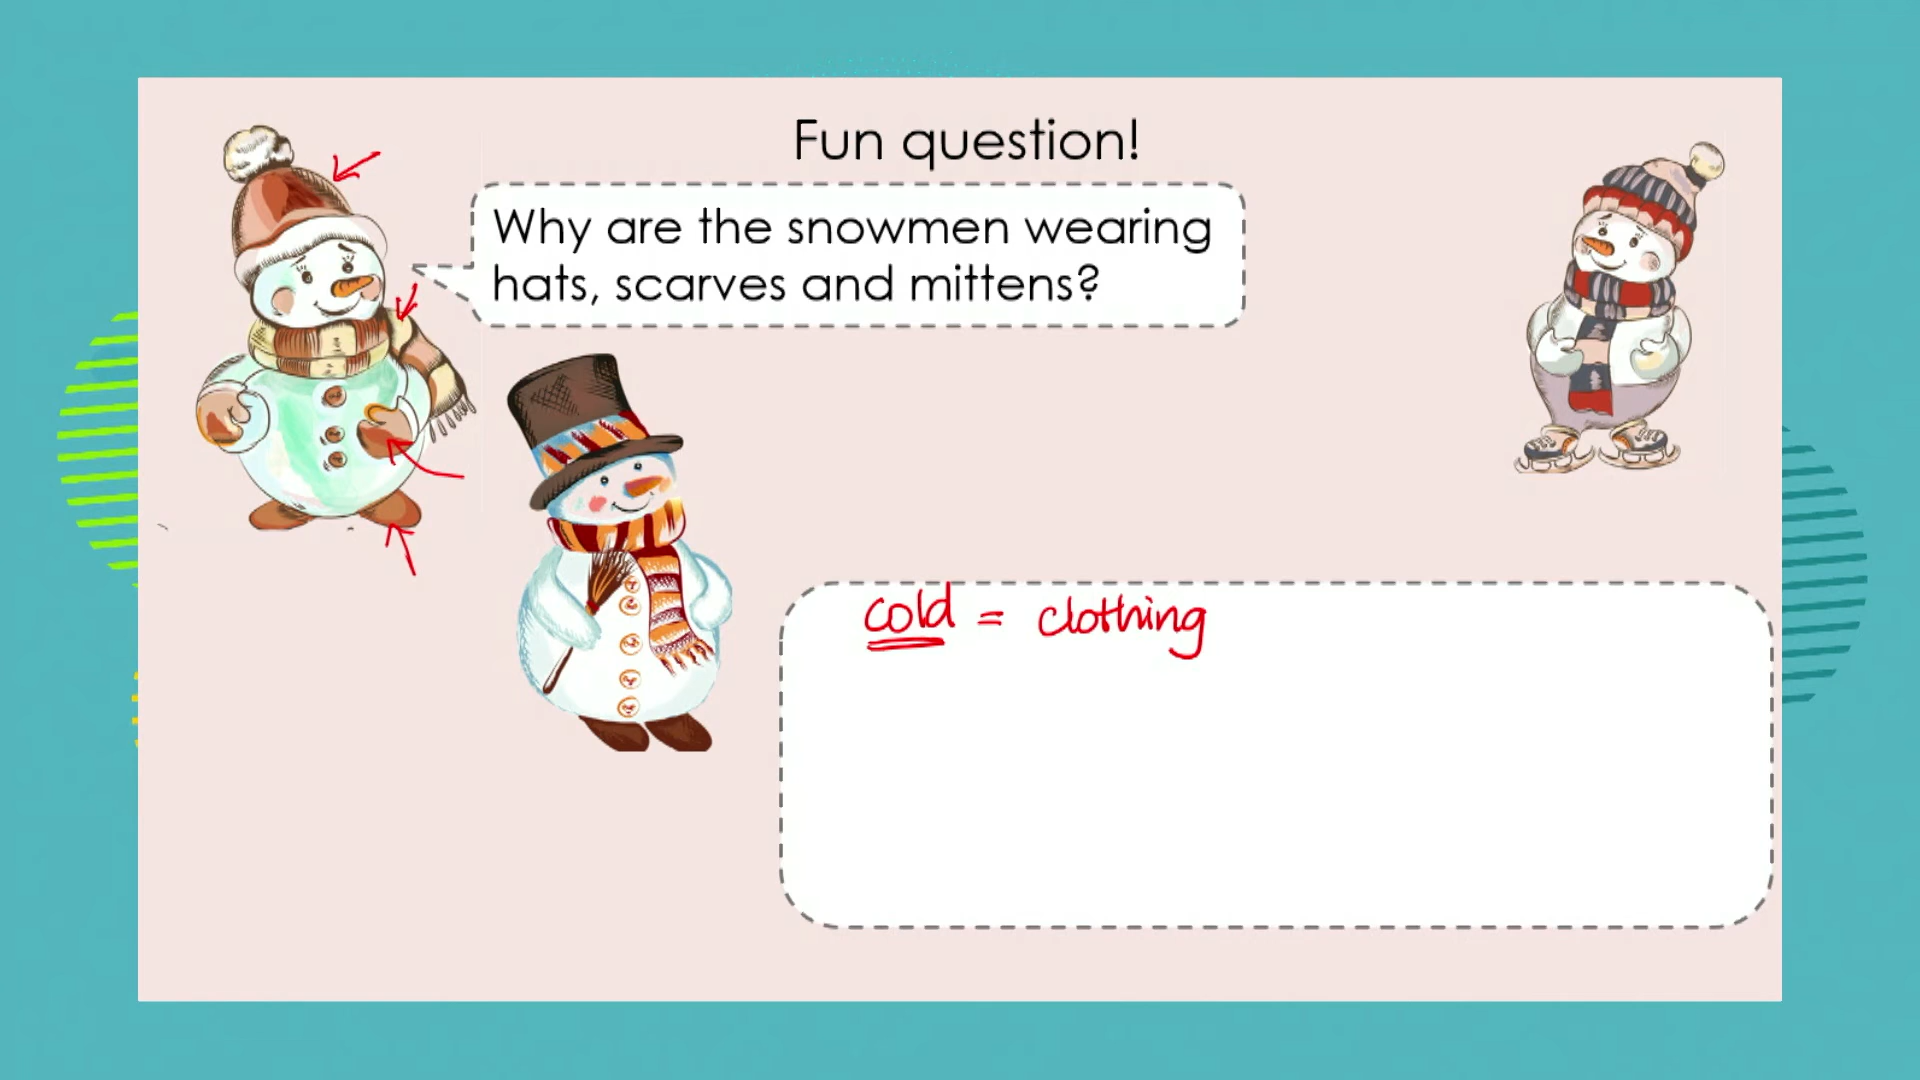 Fun question!
Why are the snowmen wearing
hats, scarves and mittens?
cold = clothing